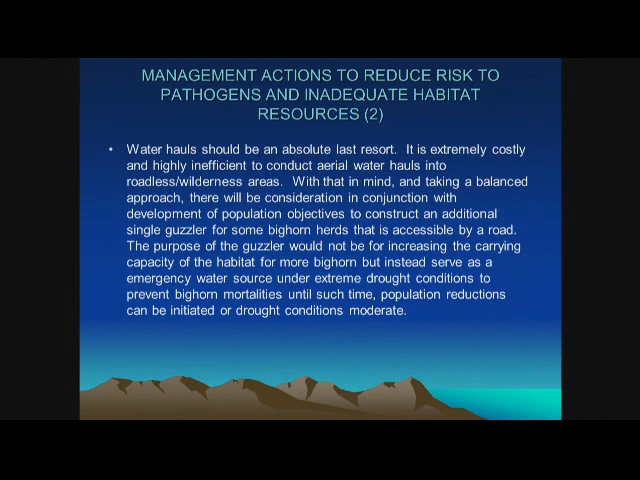 MANAGEMENT ACTIONS TO REDUCE RISK TO
PATHOGENS AND INADEQUATE HABITAT
RESOURCES (2)
• Water hauls should be an absolute last resort. It is extremely costly
and highly inefficient to conduct aerial water hauls into
roadless/wilderness areas. With that in mind, and taking a balanced
approach, there will be consideration in conjunction with
development of population objectives to construct an additional
single guzzler for some bighorn herds that is accessible by a road.
The purpose of the guzzler would not be for increasing the carrying
capacity of the habitat for more bighorn but instead serve as a
emergency water source under extreme drought conditions to
prevent bighorn mortalities until such time, population reductions
can be initiated or drought conditions moderate.